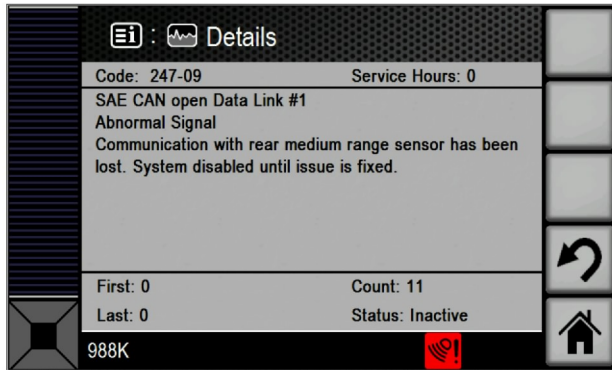 : Details
Code: 247-09 Service Hours: 0
SAE CAN open Data Link #1
Abnormal Signal
Communication with rear medium range sensor has been
lost. System disabled until issue is fixed.
First: 0 Count: 11
Last: 0 Status: Inactive
988K